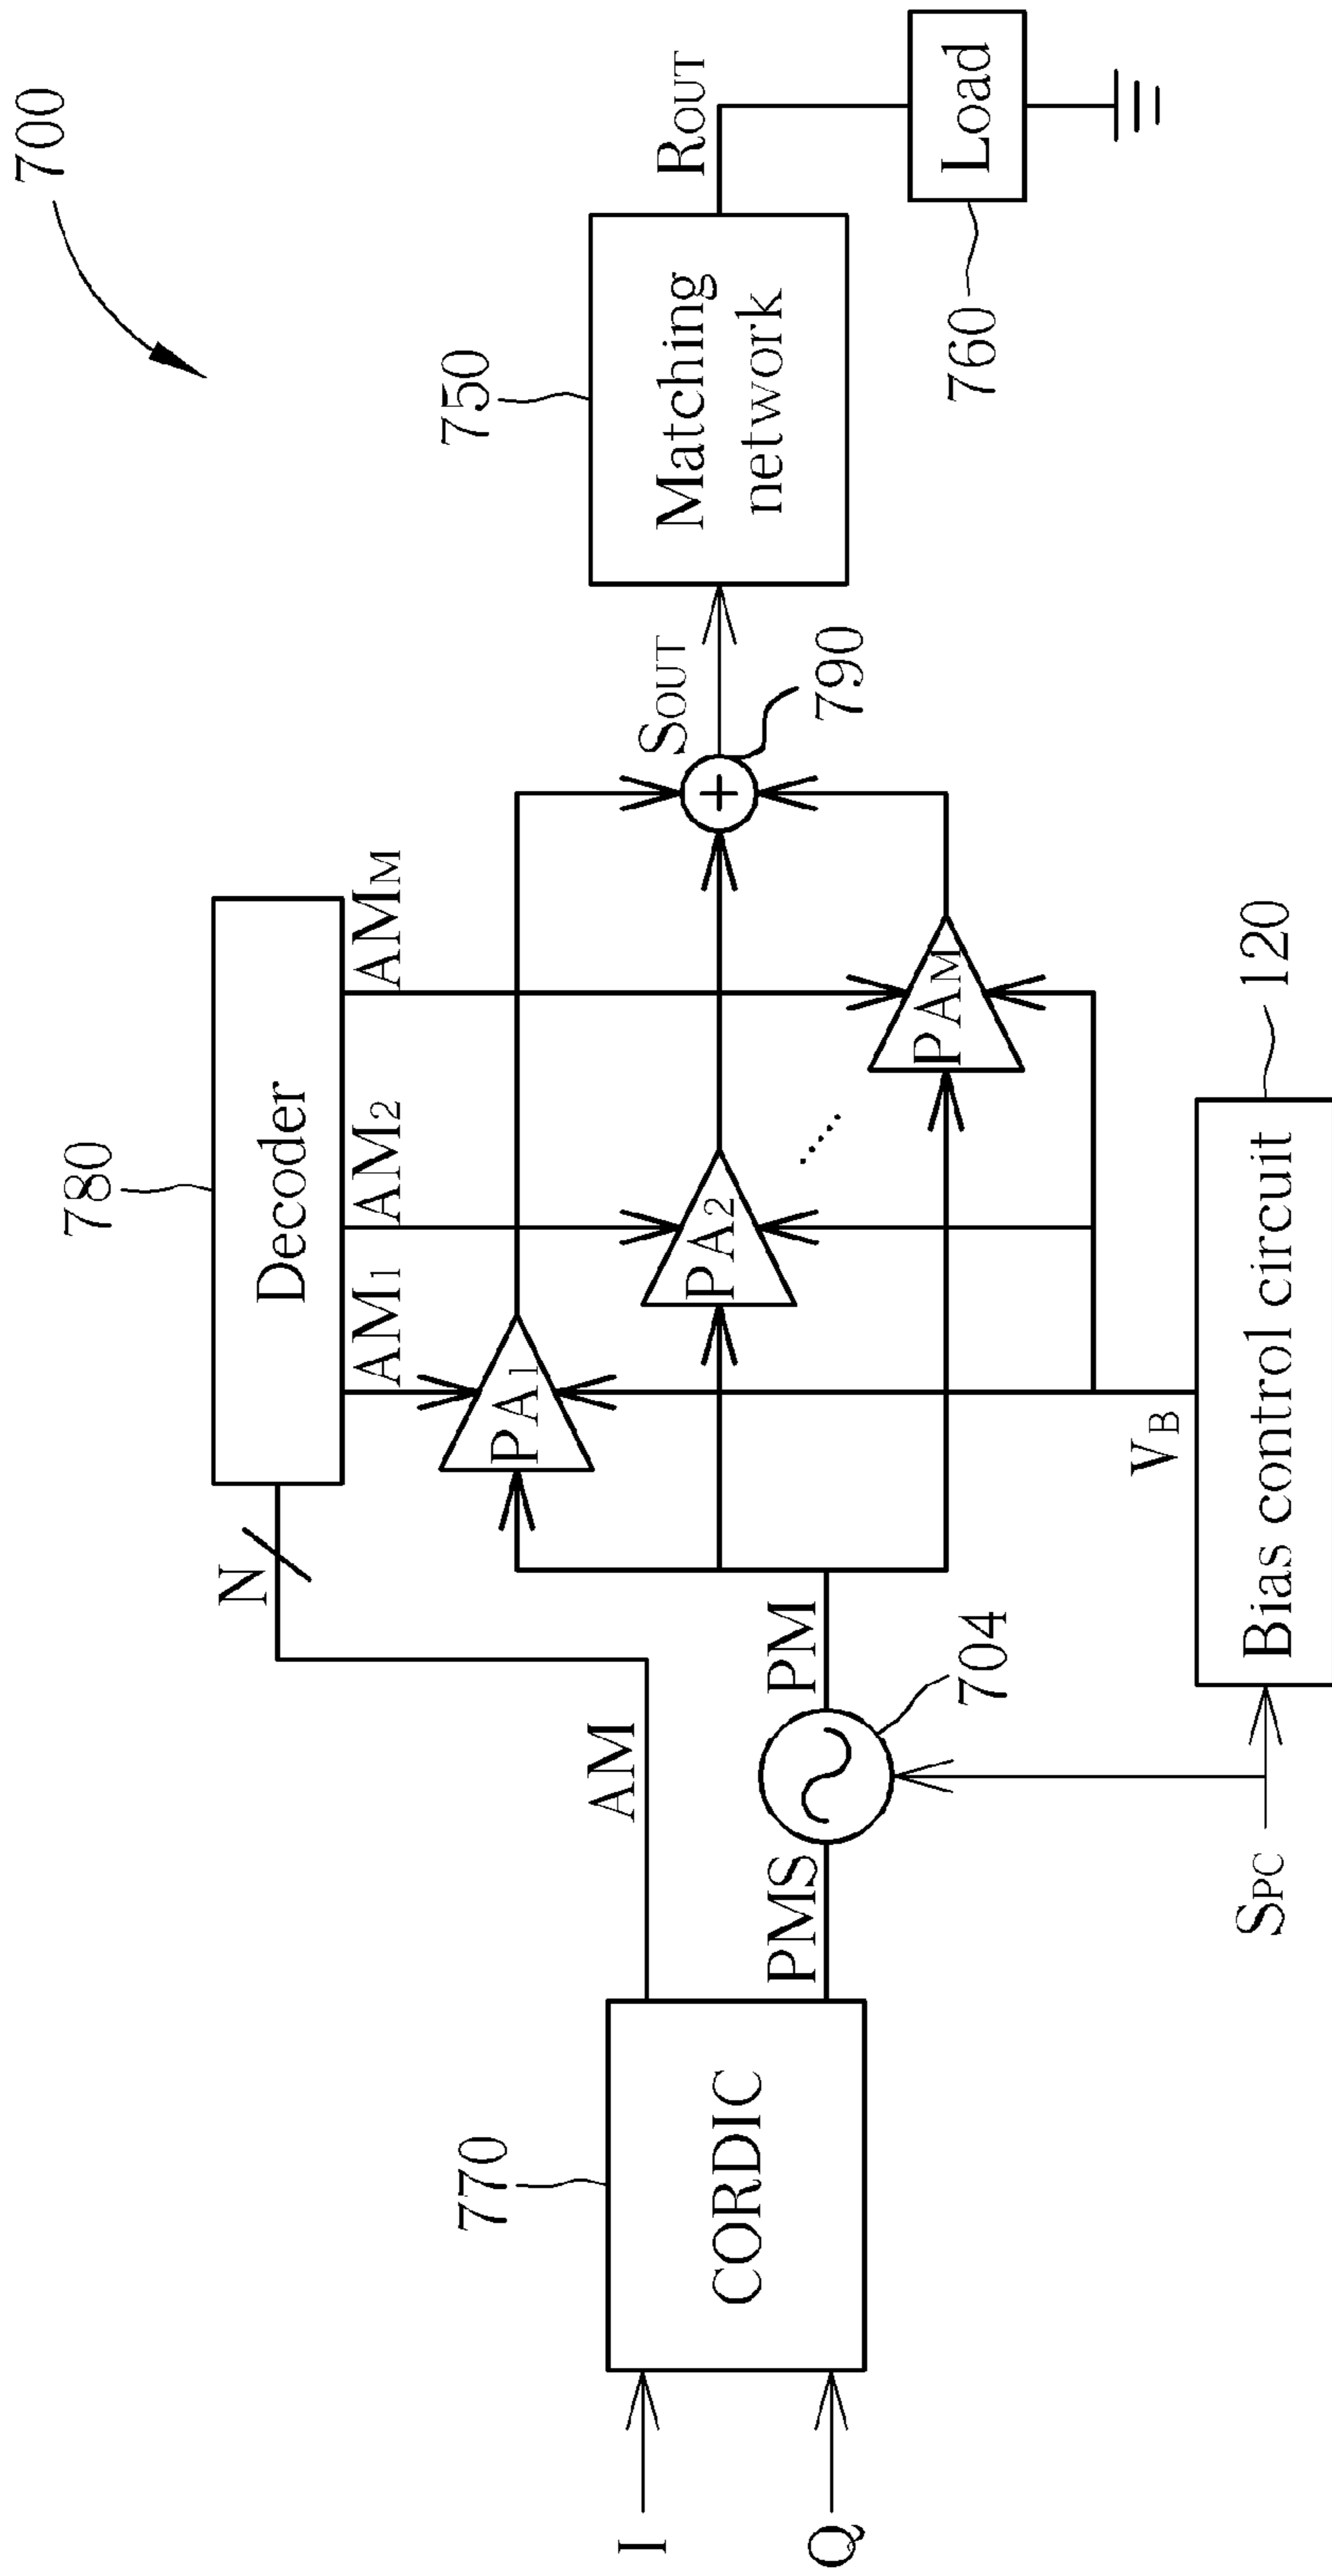 700
780
Decoder
N
AM1
AM2
AMM
AM
770
CORDIC
I
Q
PMS
PM
704
PA1
PA2
.....
PAM
SOUT
790
750
Matching
network
ROUT
Load
760
VB
SPC
Bias control circuit
120